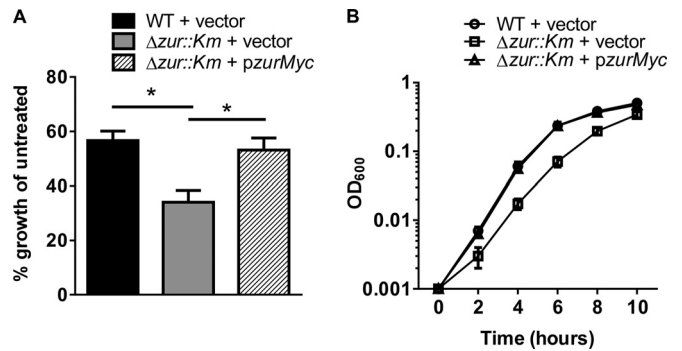 A
WT + vector
Δzur::Km + vector
Δzur::Km + pzurMyc
% growth of untreated
80
60
40
20
0
*
*
B
WT + vector
Δzur::Km + vector
Δzur::Km + pzurMyc
OD600
1
0.1
0.01
0.001
0 2 4 6 8 10
Time (hours)